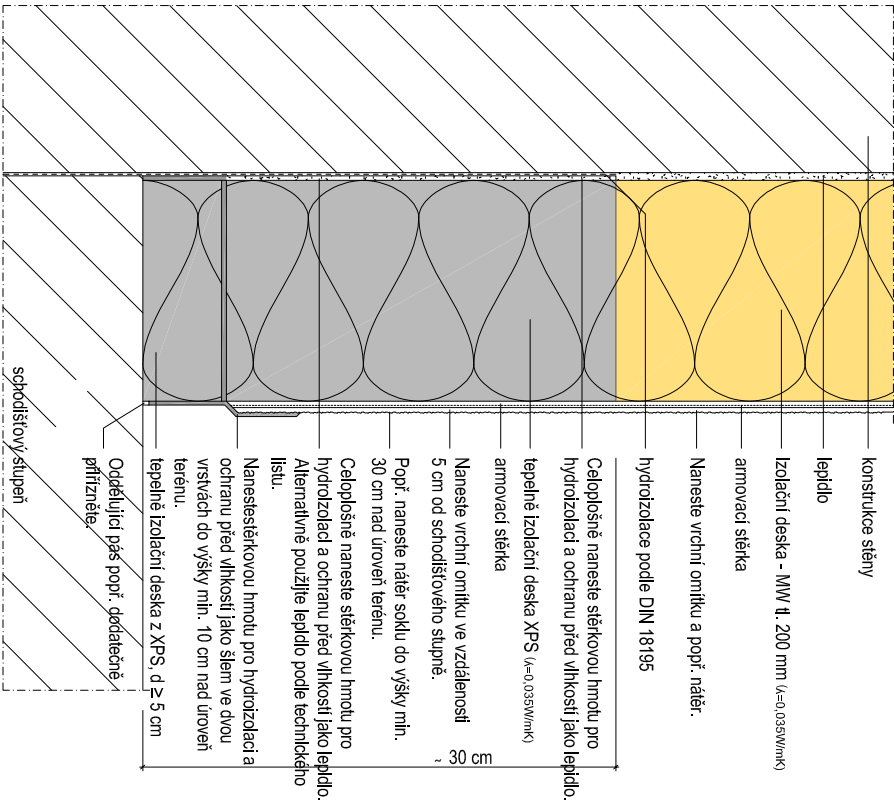 konstrukce stěny
lepidlo
Izolační deska - MW tl. 200 mm (λ=0,035W/mK)
armovací stěrka
Naneste vrchní omítku a popř. nátěr.
hydroizolace podle DIN 18195
Celoplošně naneste stěrkovou hmotu pro
hydroizolaci a ochranu před vlhkostí jako lepidlo.
tepelně izolační deska XPS (λ=0,035W/mK)
armovací stěrka
Naneste vrchní omítku ve vzdálenosti
5 cm od schodišťového stupně.
Popř. naneste nátěr soklu do výšky min.
30 cm nad úroveň terénu.
Celoplošně naneste stěrkovou hmotu pro
hydroizolaci a ochranu před vlhkostí jako lepidlo.
Alternativně použijte lepidlo podle technického
listu.
Nanestestěrkovou hmotu pro hydroizolaci a
ochranu před vlhkostí jako šlem ve dvou
vrstvách do výšky min. 10 cm nad úroveň
terénu.
tepelně izolační deska z XPS, d ≥ 5 cm
Oddělující pás popř. dodatečně
přiřízněte.
schodišťový stupeň
~ 30 cm